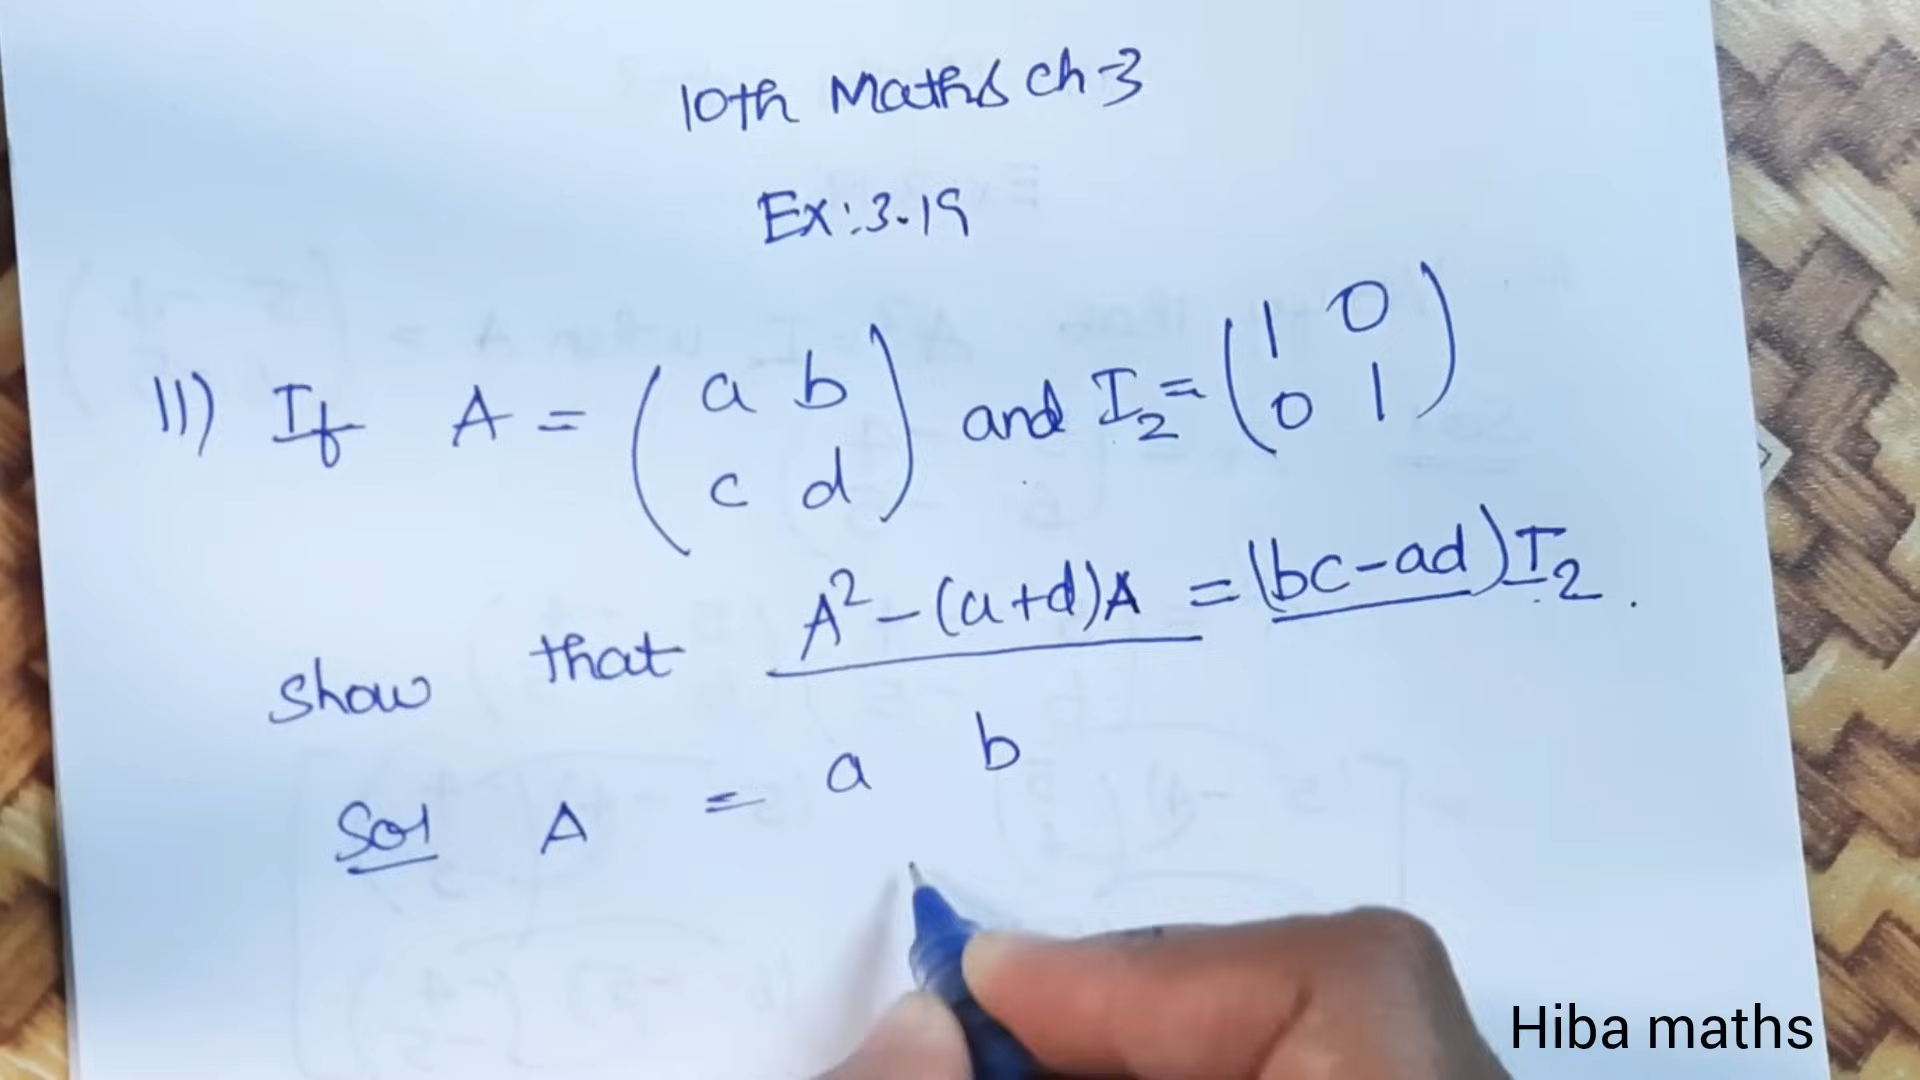 10th Maths ch-3
Ex:3.19
11) If A = (a b c d) and I₂ = (1 0 0 1)
show that A² - (a+d)A = (bc-ad)I₂.
Sol A = a b
Hiba maths